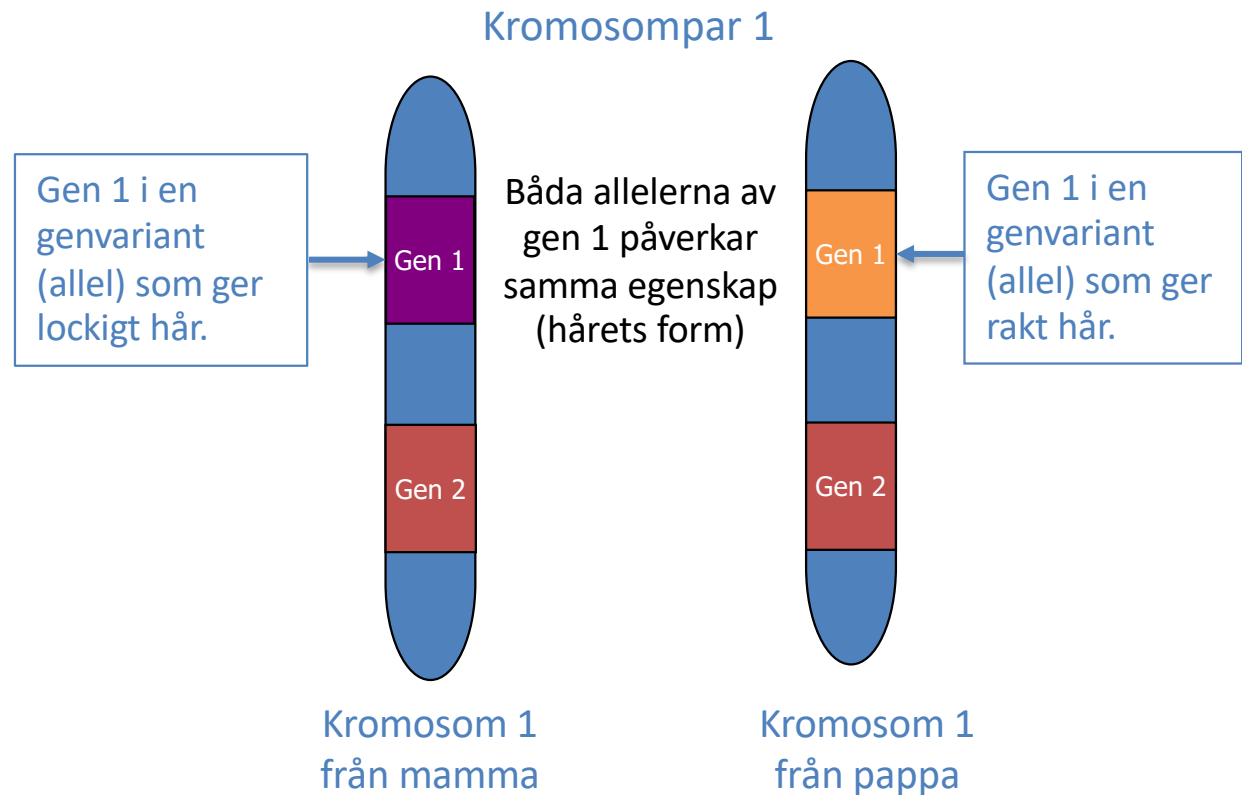 Kromosompar 1
Gen 1 i en
genvariant
(allel) som ger
lockigt hår.
Gen 1
Båda allelerna av
gen 1 påverkar
samma egenskap
(hårets form)
Gen 1
Gen 1 i en
genvariant
(allel) som ger
rakt hår.
Gen 2
Gen 2
Kromosom 1
från mamma
Kromosom 1
från pappa